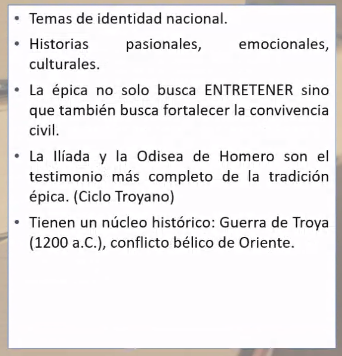 • Temas de identidad nacional.
• Historias pasionales, emocionales,
culturales.
• La épica no solo busca ENTRETENER sino
que también busca fortalecer la convivencia
civil.
• La Ilíada y la Odisea de Homero son el
testimonio más completo de la tradición
épica. (Ciclo Troyano)
• Tienen un núcleo histórico: Guerra de Troya
(1200 a.C.), conflicto bélico de Oriente.